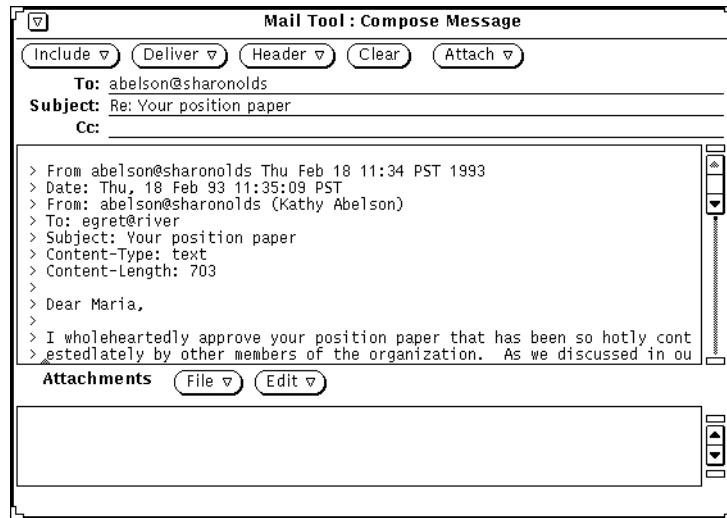 Mail Tool : Compose Message
Include Deliver Header Clear Attach
To: abelson@sharonolds
Subject: Re: Your position paper
Cc:
> From abelson@sharonolds Thu Feb 18 11:34 PST 1993
> Date: Thu, 18 Feb 93 11:35:09 PST
> From: abelson@sharonolds (Kathy Abelson)
> To: egret@river
> Subject: Your position paper
> Content-Type: text
> Content-Length: 703
>
> Dear Maria,
>
> I wholeheartedly approve your position paper that has been so hotly cont
> estedlately by other members of the organization.  As we discussed in ou
Attachments File Edit